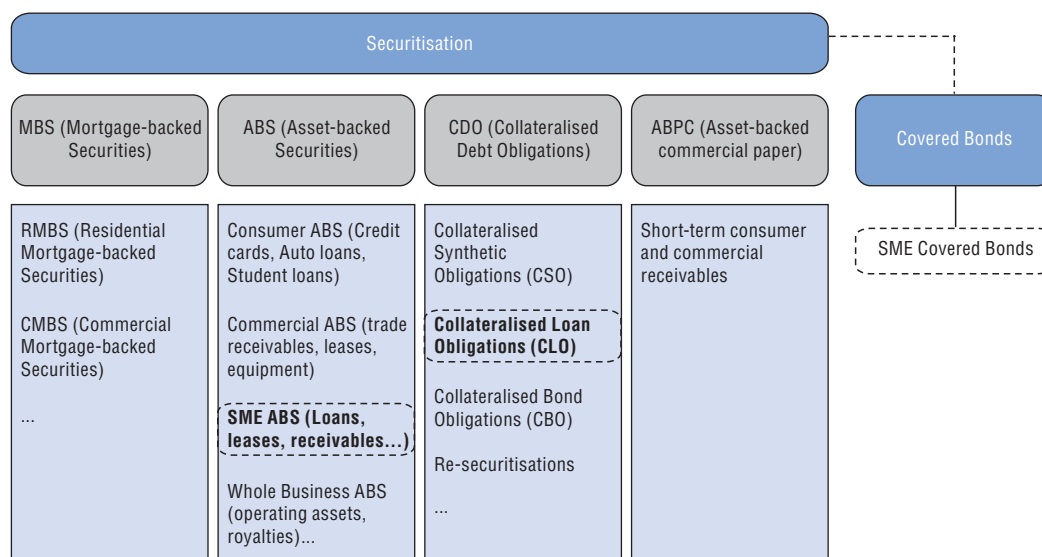 Securitisation
MBS (Mortgage-backed
Securities)
ABS (Asset-backed
Securities)
CDO (Collateralised
Debt Obligations)
ABPC (Asset-backed
commercial paper)
Covered Bonds
RMBS (Residential
Mortgage-backed
Securities)
CMBS (Commercial
Mortgage-backed
Securities)
...
Consumer ABS (Credit
cards, Auto loans,
Student loans)
Commercial ABS (trade
receivables, leases,
equipment)
SME ABS (Loans,
leases, receivables...)
Whole Business ABS
(operating assets,
royalties)...
Collateralised
Synthetic
Obligations (CSO)
Collateralised Loan
Obligations (CLO)
Collateralised Bond
Obligations (CBO)
Re-securitisations
...
Short-term consumer
and commercial
receivables
SME Covered Bonds